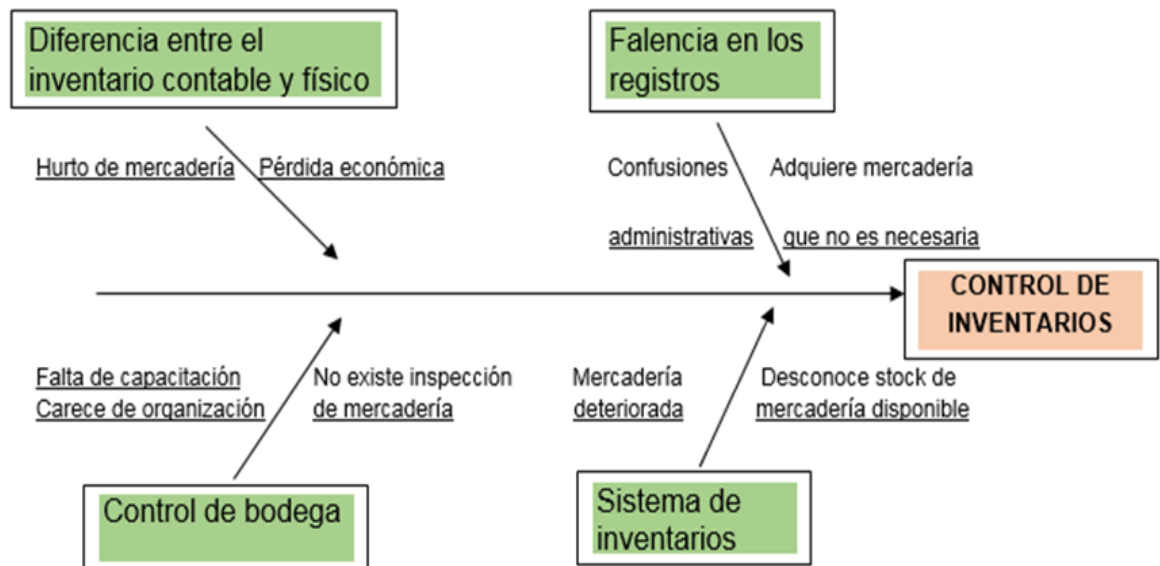 Diferencia entre el
inventario contable y físico
Falencia en los
registros
Hurto de mercadería
Pérdida económica
Confusiones
administrativas
Adquiere mercadería
que no es necesaria
CONTROL DE
INVENTARIOS
Falta de capacitación
Carece de organización
No existe inspección
de mercadería
Mercadería
deteriorada
Desconoce stock de
mercadería disponible
Control de bodega
Sistema de
inventarios